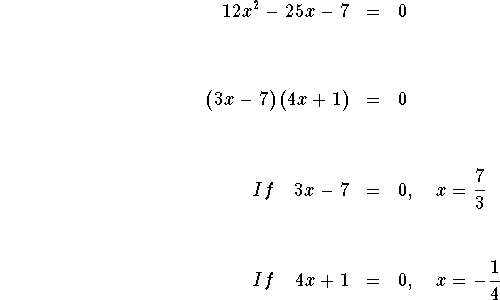 12x² − 25x − 7 = 0
(3x − 7)(4x + 1) = 0
If 3x − 7 = 0, x = 7/3
If 4x + 1 = 0, x = −1/4